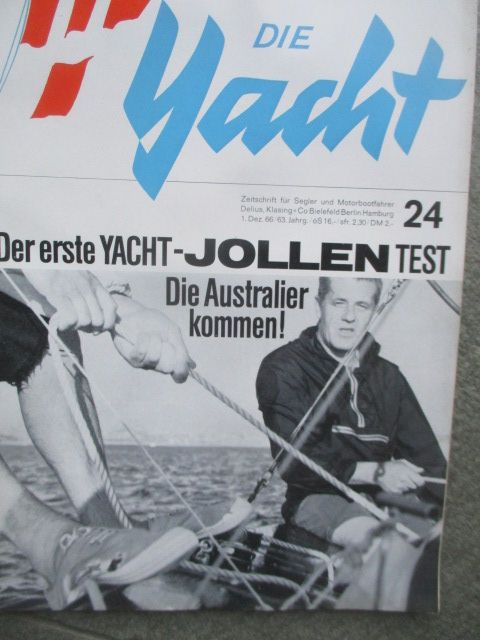 DIE
Yacht
Zeitschrift für Segler und Motorbootfahrer
Delius, Klasing+Co Bielefeld Berlin Hamburg
1. Dez. 66/63. Jahrg./öS 16,-/sfr. 2.30/DM 2,-
24
Der erste YACHT-JOLLEN TEST
Die Australier
kommen!